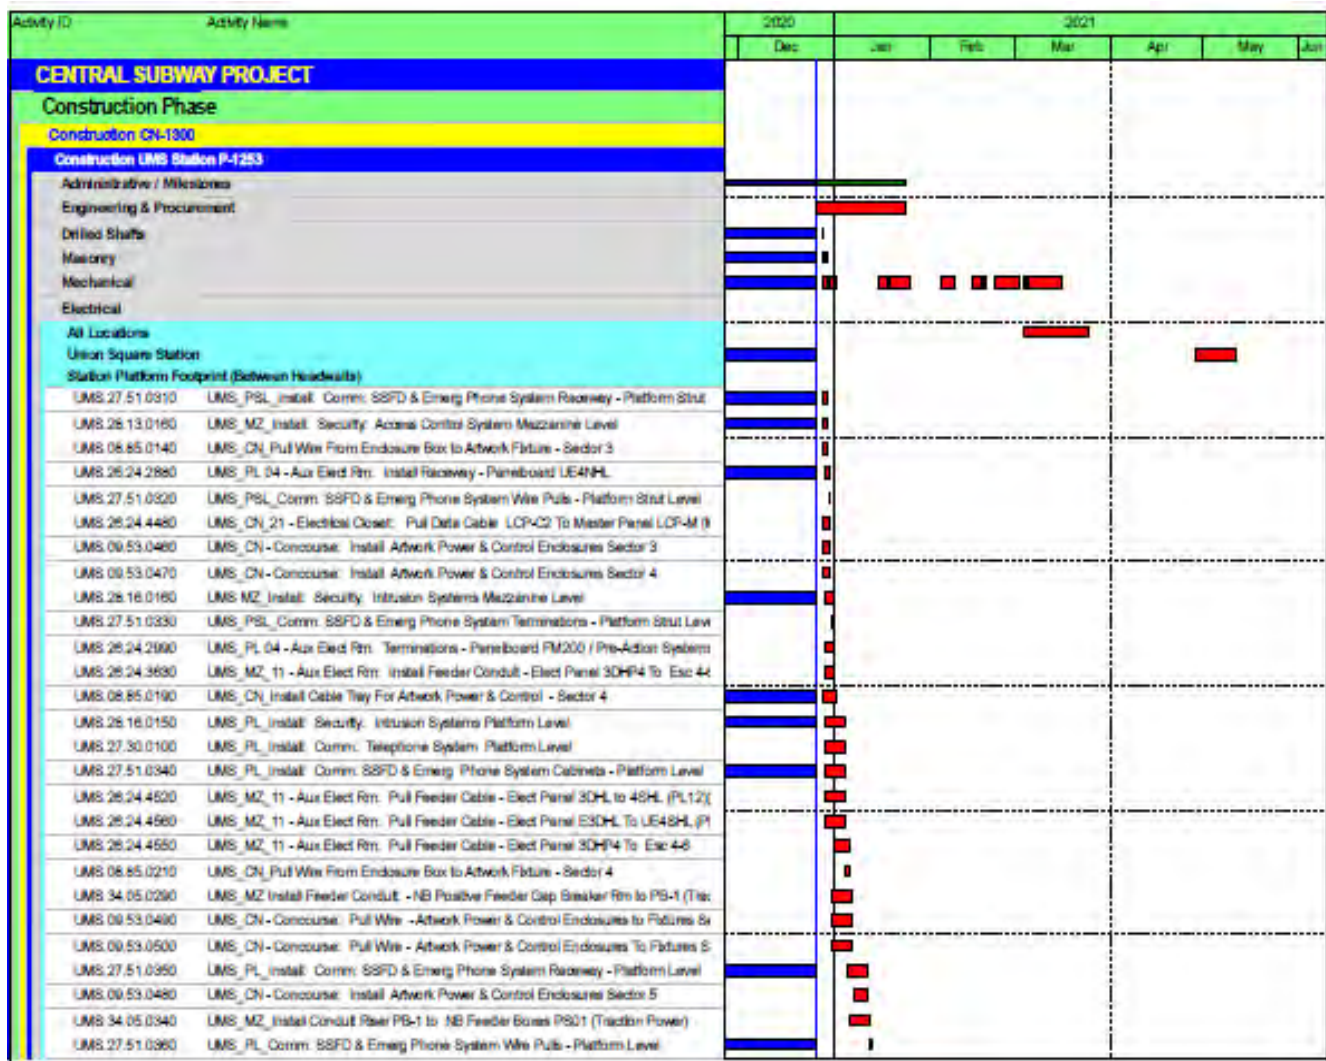 Activity ID Activity Name 2020 2021
Dec Jan Feb Mar Apr May Jun
CENTRAL SUBWAY PROJECT
Construction Phase
Construction CN-1300
Construction UMS Station P-1253
Administrative / Milestones
Engineering & Procurement
Drilled Shafts
Masonry
Mechanical
Electrical
All Locations
Union Square Station
Station Platform Footprint (Between Headwalls)
UMS.27.51.0310 UMS_PSL_Install: Comm: SSFD & Emerg Phone System Raceway - Platform Strut
UMS.28.13.0160 UMS_MZ_Install: Security: Access Control System Mezzanine Level
UMS.08.85.0140 UMS_CN_Pull Wire From Enclosure Box to Artwork Fixture - Sector 3
UMS.26.24.2880 UMS_PL 04 - Aux Elect Rm: Install Raceway - Panelboard UE4NHL
UMS.27.51.0320 UMS_PSL_Comm: SSFD & Emerg Phone System Wire Pulls - Platform Strut Level
UMS.26.24.4480 UMS_CN_21 - Electrical Closet: Pull Data Cable LCP-C2 To Master Panel LCP-M
UMS.09.53.0460 UMS_CN - Concourse: Install Artwork Power & Control Enclosures Sector 3
UMS.09.53.0470 UMS_CN - Concourse: Install Artwork Power & Control Enclosures Sector 4
UMS.28.16.0160 UMS MZ_Install: Security: Intrusion Systems Mezzanine Level
UMS.27.51.0330 UMS_PSL_Comm: SSFD & Emerg Phone System Terminations - Platform Strut Leve
UMS.26.24.2990 UMS_PL 04 - Aux Elect Rm: Terminations - Panelboard FM200 / Pre-Action Systems
UMS.26.24.3630 UMS_MZ_11 - Aux Elect Rm: Install Feeder Conduit - Elect Panel 3DHP4 To Esc 4-
UMS.08.85.0190 UMS_CN_Install Cable Tray For Artwork Power & Control - Sector 4
UMS.28.16.0150 UMS_PL_Install: Security: Intrusion Systems Platform Level
UMS.27.30.0100 UMS_PL_Install: Comm: Telephone System Platform Level
UMS.27.51.0340 UMS_PL_Install: Comm: SSFD & Emerg Phone System Cabinets - Platform Level
UMS.26.24.4520 UMS_MZ_11 - Aux Elect Rm: Pull Feeder Cable - Elect Panel 3DHL to 4SHL (PL12)(
UMS.26.24.4560 UMS_MZ_11 - Aux Elect Rm: Pull Feeder Cable - Elect Panel E3DHL To UE4SHL (P
UMS.26.24.4550 UMS_MZ_11 - Aux Elect Rm: Pull Feeder Cable - Elect Panel 3DHP4 To Esc 4-6
UMS.08.85.0210 UMS_CN_Pull Wire From Enclosure Box to Artwork Fixture - Sector 4
UMS.34.05.0290 UMS_MZ Install Feeder Conduit - NB Positive Feeder Gap Breaker Rm to PB-1 (Trac
UMS.09.53.0490 UMS_CN - Concourse: Pull Wire - Artwork Power & Control Enclosures to Fixtures Se
UMS.09.53.0500 UMS_CN - Concourse: Pull Wire - Artwork Power & Control Enclosures To Fixtures S
UMS.27.51.0350 UMS_PL_Install: Comm: SSFD & Emerg Phone System Raceway - Platform Level
UMS.09.53.0480 UMS_CN - Concourse: Install Artwork Power & Control Enclosures Sector 5
UMS.34.05.0340 UMS_MZ_Install Conduit Riser PB-1 to NB Feeder Boxes PS01 (Traction Power)
UMS.27.51.0360 UMS_PL_Comm: SSFD & Emerg Phone System Wire Pulls - Platform Level